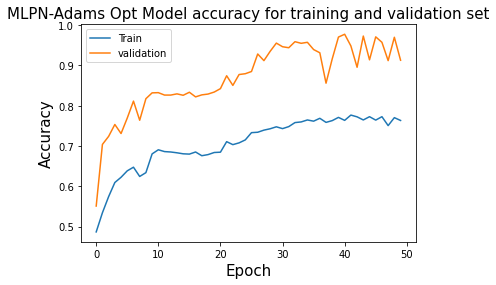 MLPN-Adams Opt Model accuracy for training and validation set
Train
validation
Accuracy
1.0
0.9
0.8
0.7
0.6
0.5
0 10 20 30 40 50
Epoch